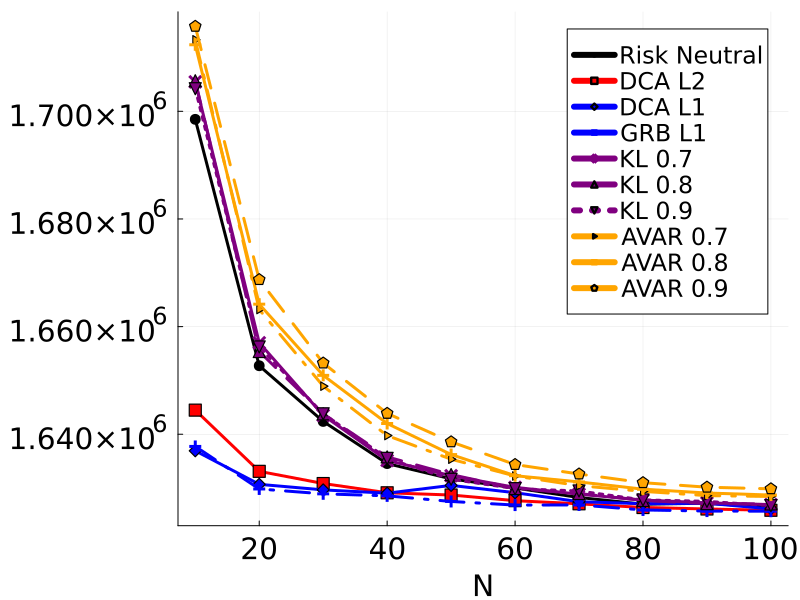 1.700×10⁶
1.680×10⁶
1.660×10⁶
1.640×10⁶
20
40
60
80
100
N
Risk Neutral
DCA L2
DCA L1
GRB L1
KL 0.7
KL 0.8
KL 0.9
AVAR 0.7
AVAR 0.8
AVAR 0.9